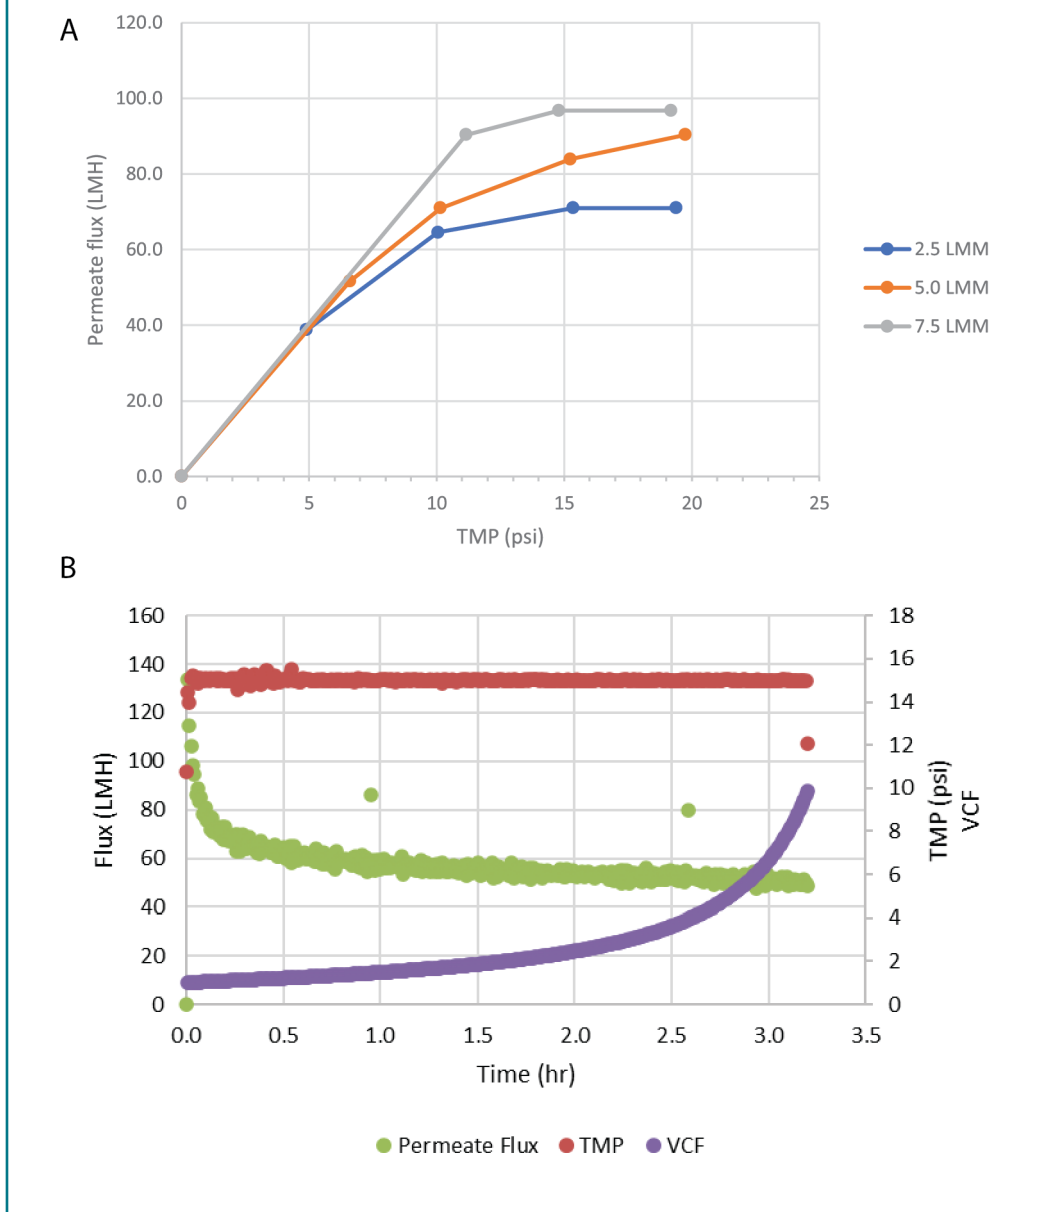 A
120.0
100.0
80.0
60.0
40.0
20.0
0.0
Permeate flux (LMH)
0 5 10 15 20 25
TMP (psi)
2.5 LMM
5.0 LMM
7.5 LMM
B
160
140
120
100
80
60
40
20
0
Flux (LMH)
18
16
14
12
10
8
6
4
2
0
TMP (psi)
VCF
0.0 0.5 1.0 1.5 2.0 2.5 3.0 3.5
Time (hr)
Permeate Flux TMP VCF